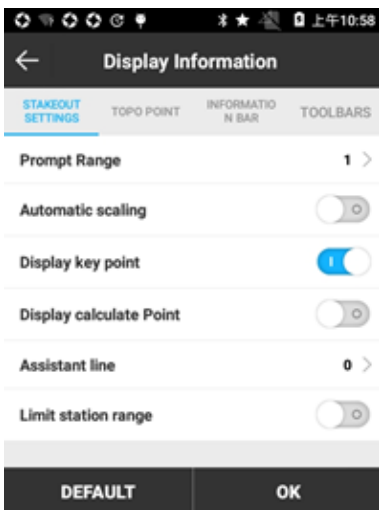 上午10:58
Display Information
STAKEOUT
SETTINGS
TOPO POINT
INFORMATIO
N BAR
TOOLBARS
Prompt Range 1
Automatic scaling
Display key point
Display calculate Point
Assistant line 0
Limit station range
DEFAULT OK